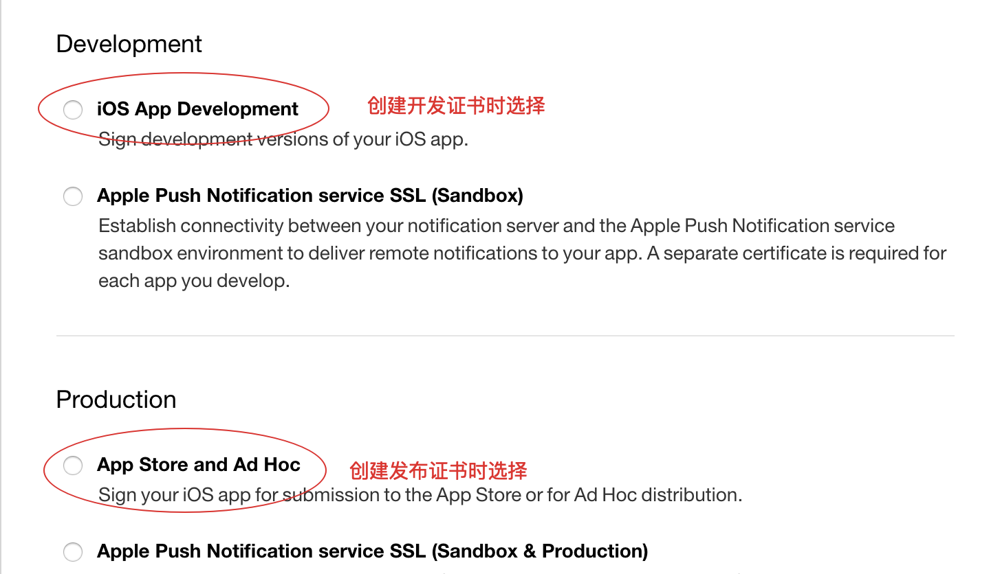 Development
iOS App Development
创建开发证书时选择
Sign development versions of your iOS app.
Apple Push Notification service SSL (Sandbox)
Establish connectivity between your notification server and the Apple Push Notification service
sandbox environment to deliver remote notifications to your app. A separate certificate is required for
each app you develop.
Production
App Store and Ad Hoc
创建发布证书时选择
Sign your iOS app for submission to the App Store or for Ad Hoc distribution.
Apple Push Notification service SSL (Sandbox & Production)